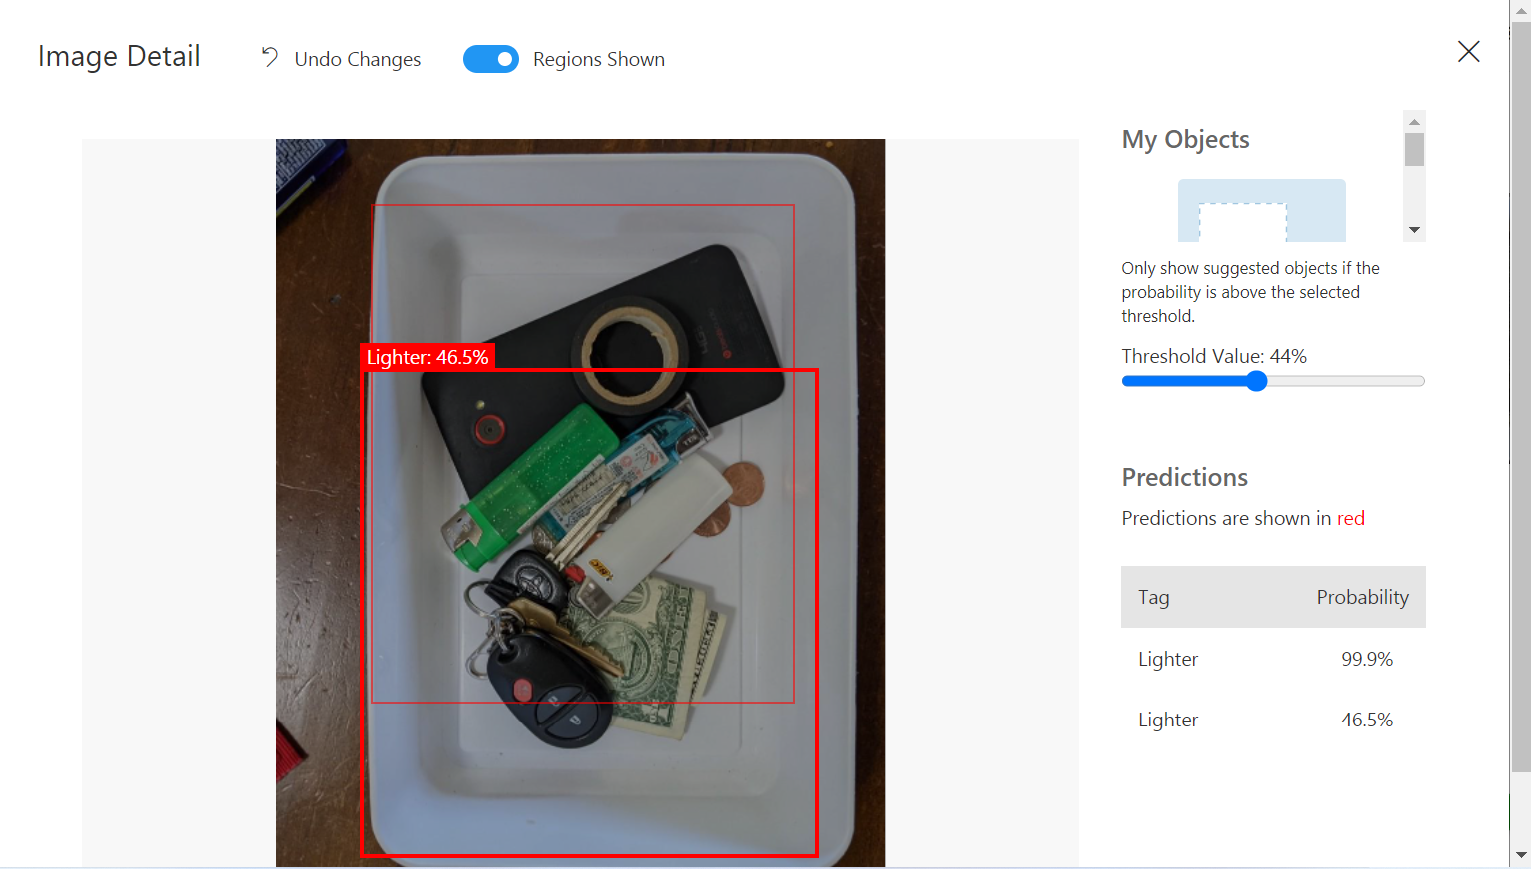 Image Detail
Undo Changes
Regions Shown
My Objects
Only show suggested objects if the
probability is above the selected
threshold.
Threshold Value: 44%
Lighter: 46.5%
Predictions
Predictions are shown in red
Tag Probability
Lighter 99.9%
Lighter 46.5%
BIC